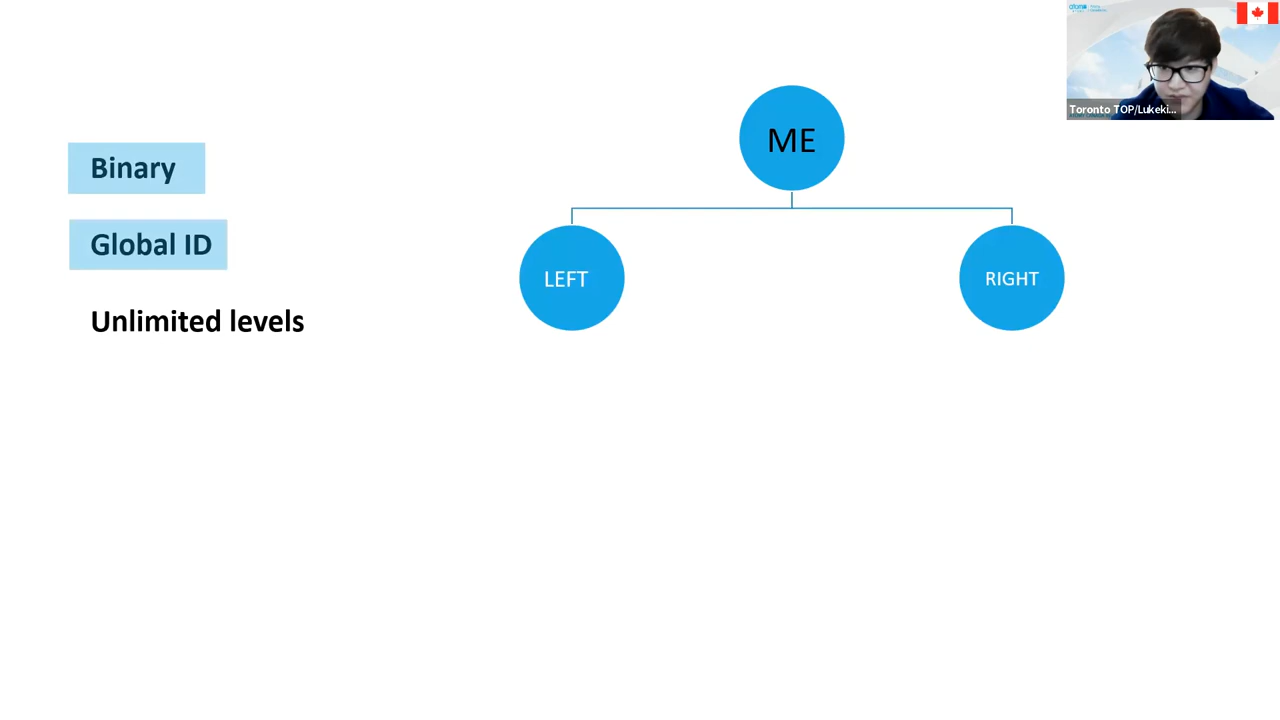 Binary
Global ID
Unlimited levels
ME
LEFT
RIGHT
Toronto TOP/Lukeki...